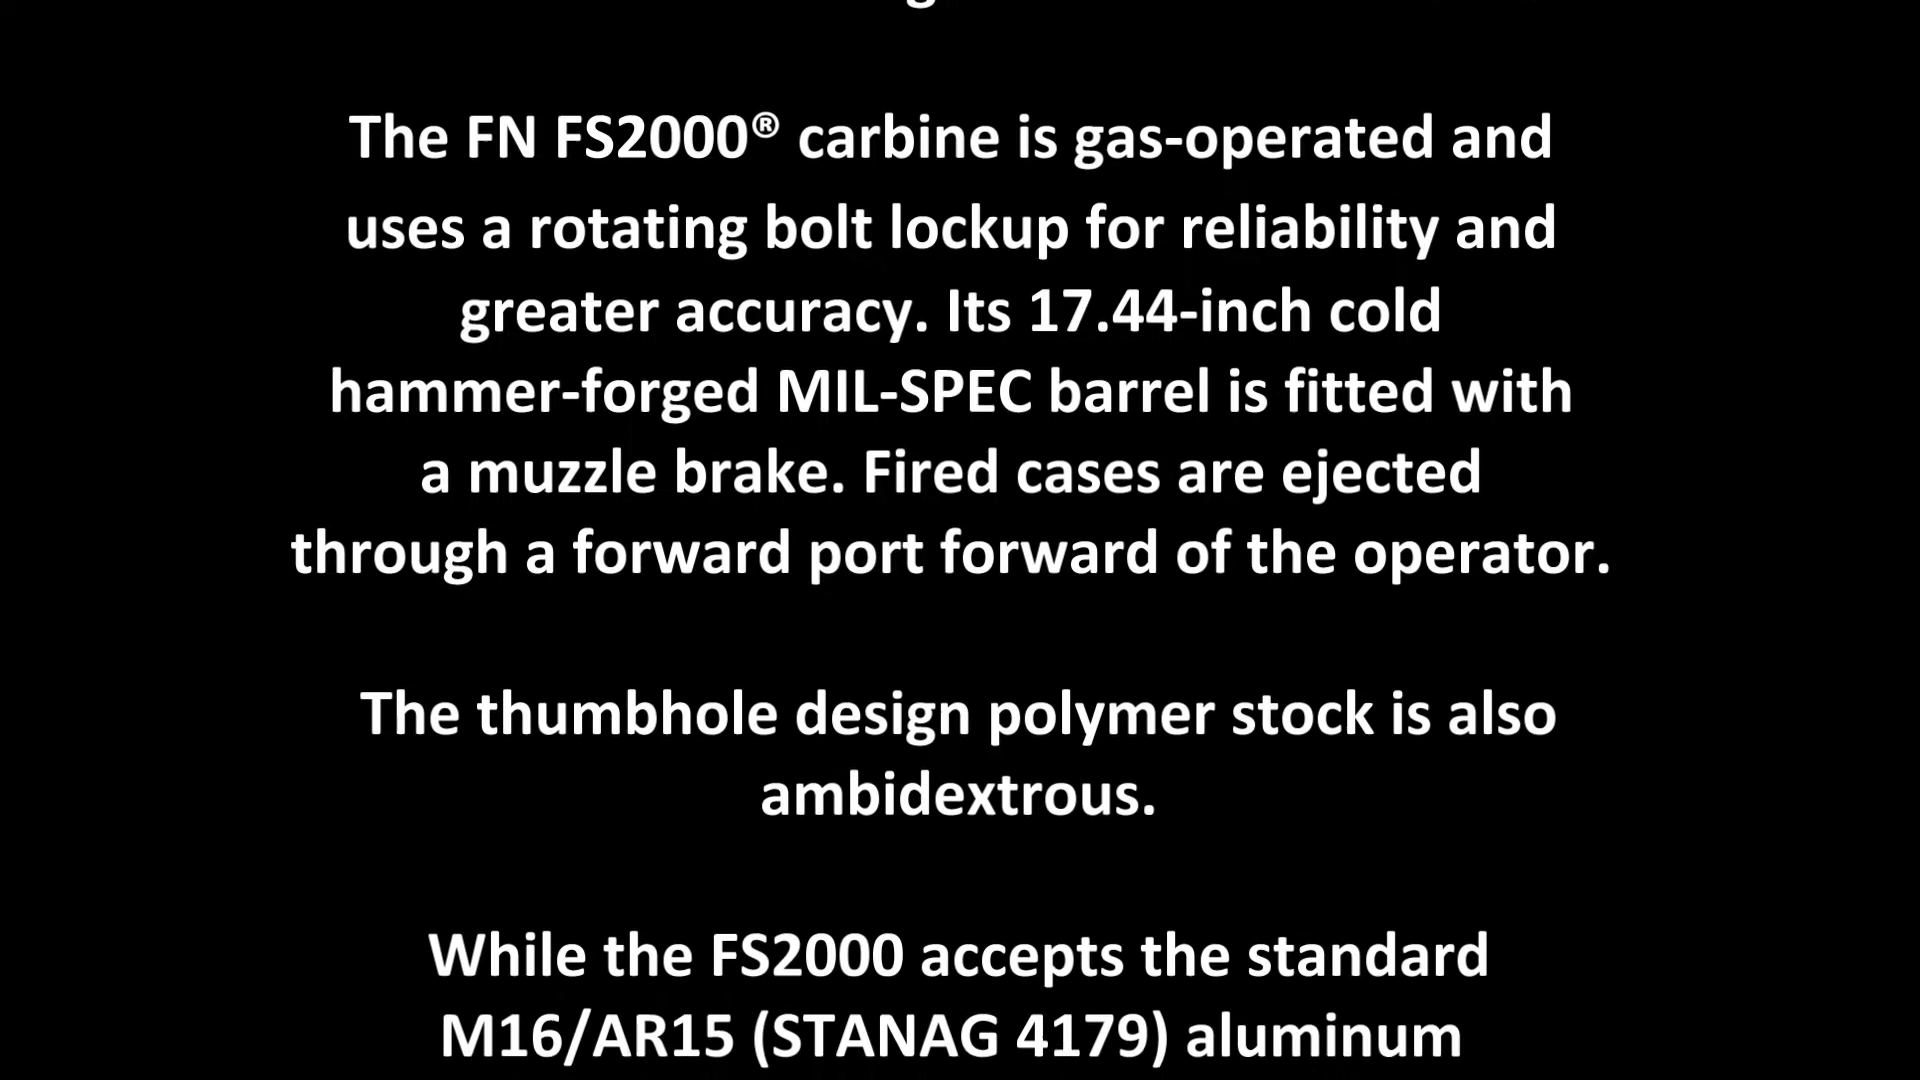 The FN FS2000® carbine is gas-operated and
uses a rotating bolt lockup for reliability and
greater accuracy. Its 17.44-inch cold
hammer-forged MIL-SPEC barrel is fitted with
a muzzle brake. Fired cases are ejected
through a forward port forward of the operator.
The thumbhole design polymer stock is also
ambidextrous.
While the FS2000 accepts the standard
M16/AR15 (STANAG 4179) aluminum